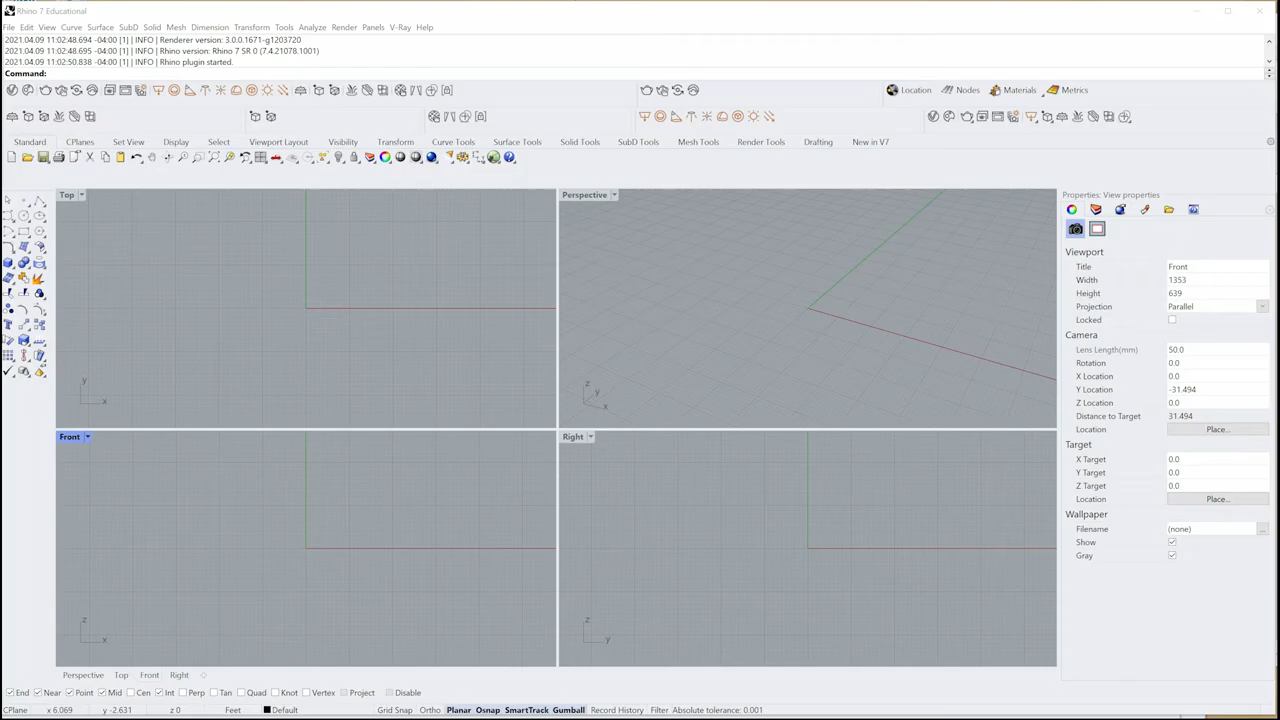 Rhino 7 Educational
File Edit View Curve Surface SubD Solid Mesh Dimension Transform Tools Analyze Render Panels V-Ray Help
2021.04.09 11:02:48.694 -04:00 [1] | INFO | Renderer version: 3.0.0.1671-g1203720
2021.04.09 11:02:48.695 -04:00 [1] | INFO | Rhino version: Rhino 7 SR 0 (7.4.21078.1001)
2021.04.09 11:02:50.838 -04:00 [1] | INFO | Rhino plugin started.
Command:
Location Nodes Materials Metrics
Standard CPlanes Set View Display Select Viewport Layout Visibility Transform Curve Tools Surface Tools Solid Tools SubD Tools Mesh Tools Render Tools Drafting New in V7
Top
Perspective
Properties: View properties
Viewport
Title Front
Width 1353
Height 639
Projection Parallel
Locked
Camera
Lens Length(mm) 50.0
Rotation 0.0
X Location 0.0
Y Location -31.494
Z Location 0.0
Distance to Target 31.494
Location Place...
Target
X Target 0.0
Y Target 0.0
Z Target 0.0
Location Place...
Wallpaper
Filename (none) ...
Show
Gray
y
x
z
y
x
Front
Right
z
x
z
y
Perspective Top Front Right
End Near Point Mid Cen Int Perp Tan Quad Knot Vertex Project Disable
CPlane x 6.069 y -2.631 z 0 Feet Default Grid Snap Ortho Planar Osnap SmartTrack Gumball Record History Filter Absolute tolerance: 0.001